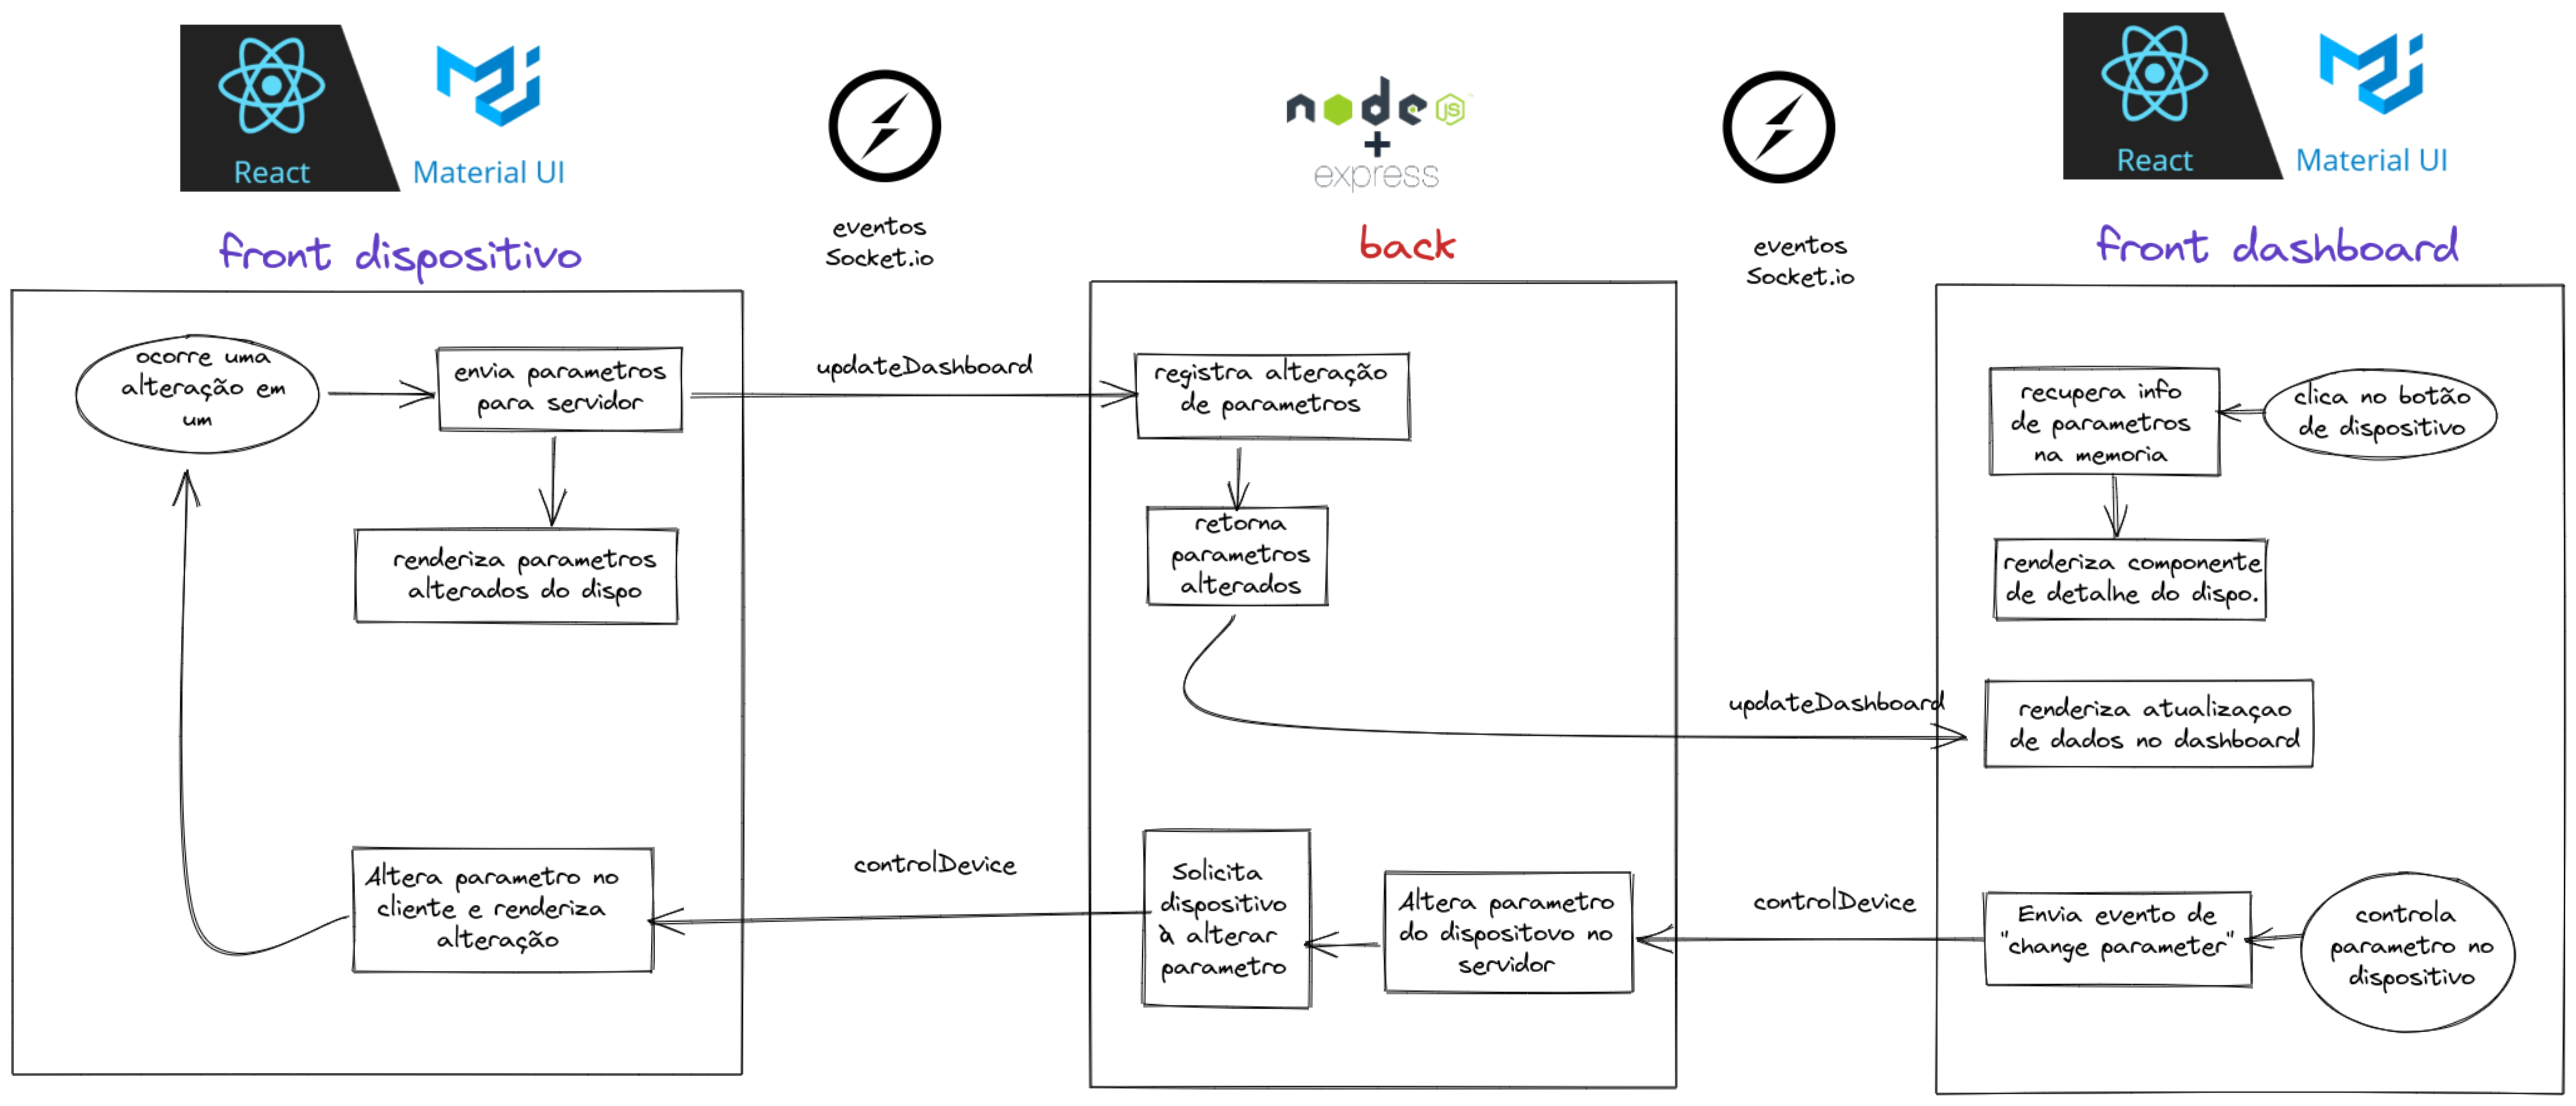 React
Material UI
eventos
Socket.io
node
JS
+
express
eventos
Socket.io
React
Material UI
front dispositivo
back
front dashboard
ocorre uma
alteração em
um
envia parametros
para servidor
renderiza parametros
alterados do dispo
Altera parametro no
cliente e renderiza
alteração
updateDashboard
controlDevice
registra alteração
de parametros
retorna
parametros
alterados
Solicita
dispositivo
à alterar
parametro
Altera parametro
do dispositovo no
servidor
updateDashboard
controlDevice
recupera info
de parametros
na memoria
clica no botão
de dispositivo
renderiza componente
de detalhe do dispo.
renderiza atualizaçao
de dados no dashboard
Envia evento de
"change parameter"
controla
parametro no
dispositivo